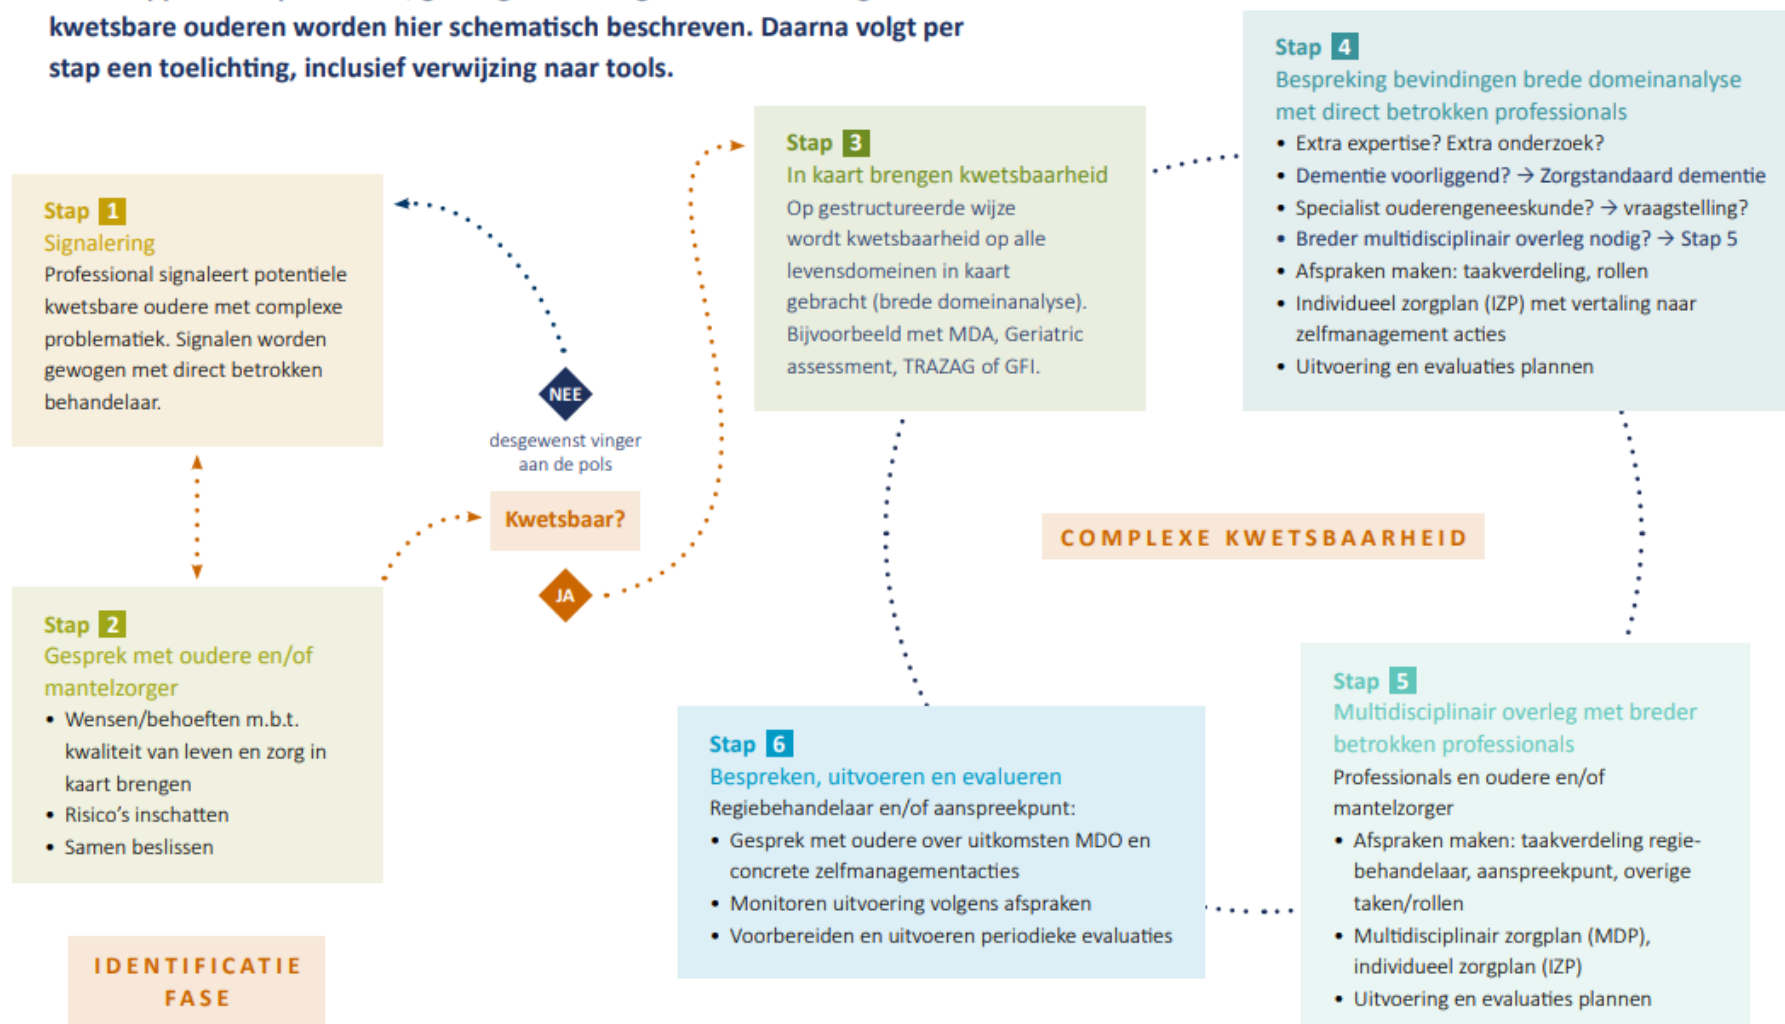 kwetsbare ouderen worden hier schematisch beschreven. Daarna volgt per
stap een toelichting, inclusief verwijzing naar tools.
Stap 1
Signalering
Professional signaleert potentiele
kwetsbare oudere met complexe
problematiek. Signalen worden
gewogen met direct betrokken
behandelaar.
Stap 2
Gesprek met oudere en/of
mantelzorger
• Wensen/behoeften m.b.t.
kwaliteit van leven en zorg in
kaart brengen
• Risico's inschatten
• Samen beslissen
IDENTIFICATIE
FASE
NEE
desgewenst vinger
aan de pols
Kwetsbaar?
JA
Stap 3
In kaart brengen kwetsbaarheid
Op gestructureerde wijze
wordt kwetsbaarheid op alle
levensdomeinen in kaart
gebracht (brede domeinanalyse).
Bijvoorbeeld met MDA, Geriatric
assessment, TRAZAG of GFI.
Stap 4
Bespreking bevindingen brede domeinanalyse
met direct betrokken professionals
• Extra expertise? Extra onderzoek?
• Dementie voorliggend? → Zorgstandaard dementie
• Specialist ouderengeneeskunde? → vraagstelling?
• Breder multidisciplinair overleg nodig? → Stap 5
• Afspraken maken: taakverdeling, rollen
• Individueel zorgplan (IZP) met vertaling naar
zelfmanagement acties
• Uitvoering en evaluaties plannen
COMPLEXE KWETSBAARHEID
Stap 5
Multidisciplinair overleg met breder
betrokken professionals
Professionals en oudere en/of
mantelzorger
• Afspraken maken: taakverdeling regie-
behandelaar, aanspreekpunt, overige
taken/rollen
• Multidisciplinair zorgplan (MDP),
individueel zorgplan (IZP)
• Uitvoering en evaluaties plannen
Stap 6
Bespreken, uitvoeren en evalueren
Regiebehandelaar en/of aanspreekpunt:
• Gesprek met oudere over uitkomsten MDO en
concrete zelfmanagementacties
• Monitoren uitvoering volgens afspraken
• Voorbereiden en uitvoeren periodieke evaluaties